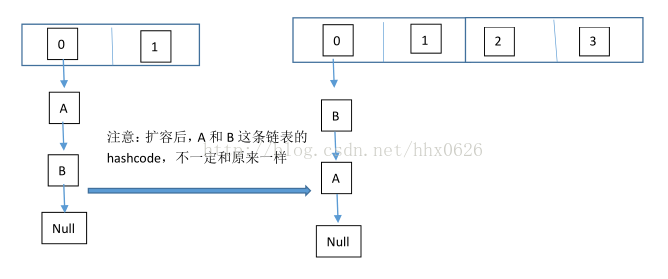 0 1
0 1 2 3
A
B
B
A
Null
Null
注意：扩容后，A 和 B 这条链表的
hashcode，不一定和原来一样
http://blog.csdn.net/hhx0626